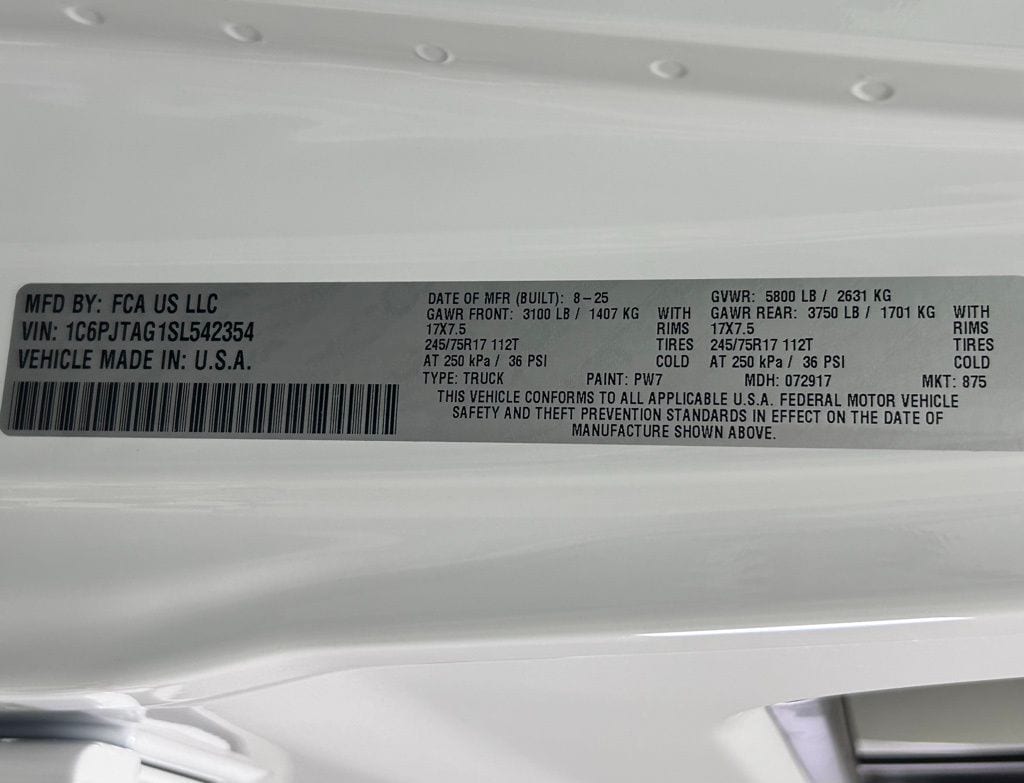 MFD BY: FCA US LLC
VIN: 1C6PJTAG1SL542354
VEHICLE MADE IN: U.S.A.
DATE OF MFR (BUILT): 8-25
GVWR: 5800 LB / 2631 KG
GAWR FRONT: 3100 LB / 1407 KG WITH
GAWR REAR: 3750 LB / 1701 KG WITH
17X7.5 RIMS
17X7.5 RIMS
245/75R17 112T TIRES
245/75R17 112T TIRES
AT 250 kPa / 36 PSI COLD
AT 250 kPa / 36 PSI COLD
TYPE: TRUCK PAINT: PW7 MDH: 072917 MKT: 875
THIS VEHICLE CONFORMS TO ALL APPLICABLE U.S.A. FEDERAL MOTOR VEHICLE
SAFETY AND THEFT PREVENTION STANDARDS IN EFFECT ON THE DATE OF
MANUFACTURE SHOWN ABOVE.